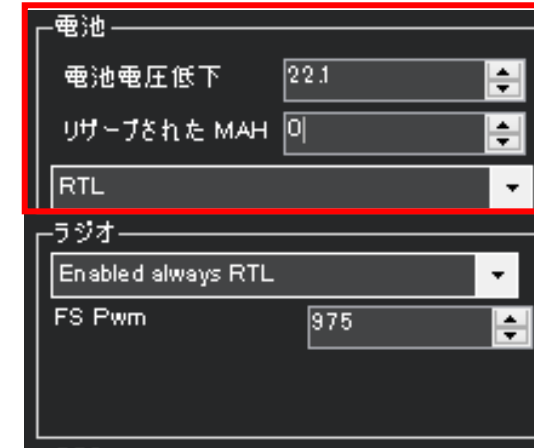 電池
電池電圧低下 22.1
リザーブされた MAH 0
RTL
ラジオ
Enabled always RTL
FS Pwm 975